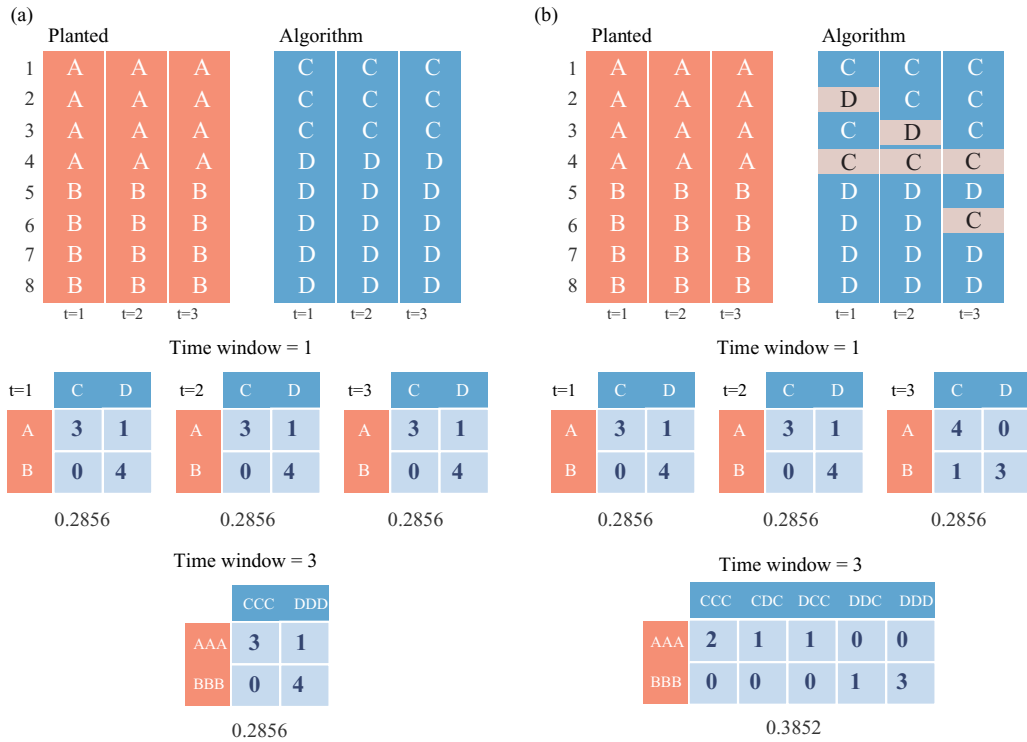 (a)
Planted Algorithm
1 A A A C C C
2 A A A C C C
3 A A A C C C
4 A A A D D D
5 B B B D D D
6 B B B D D D
7 B B B D D D
8 B B B D D D
t=1 t=2 t=3 t=1 t=2 t=3
Time window = 1
t=1 C D t=2 C D t=3 C D
A 3 1 3 1 3 1
B 0 4 0 4 0 4
0.2856 0.2856 0.2856
Time window = 3
CCC DDD
AAA 3 1
BBB 0 4
0.2856
(b)
Planted Algorithm
1 A A A C C C
2 A A A D C C
3 A A A C D C
4 A A A C C C
5 B B B D D D
6 B B B D D C
7 B B B D D D
8 B B B D D D
t=1 t=2 t=3 t=1 t=2 t=3
Time window = 1
t=1 C D t=2 C D t=3 C D
A 3 1 A 3 1 A 4 0
B 0 4 B 0 4 B 1 3
0.2856 0.2856 0.2856
Time window = 3
CCC CDC DCC DDC DDD
AAA 2 1 1 0 0
BBB 0 0 0 1 3
0.3852